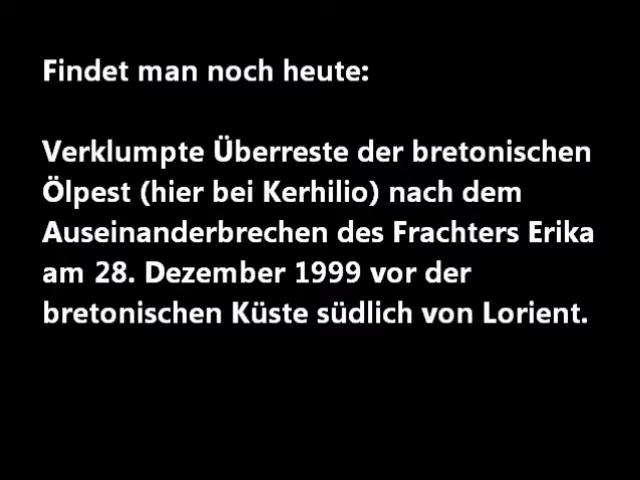 Findet man noch heute:
Verklumpte Überreste der bretonischen
Ölpest (hier bei Kerhilio) nach dem
Auseinanderbrechen des Frachters Erika
am 28. Dezember 1999 vor der
bretonischen Küste südlich von Lorient.